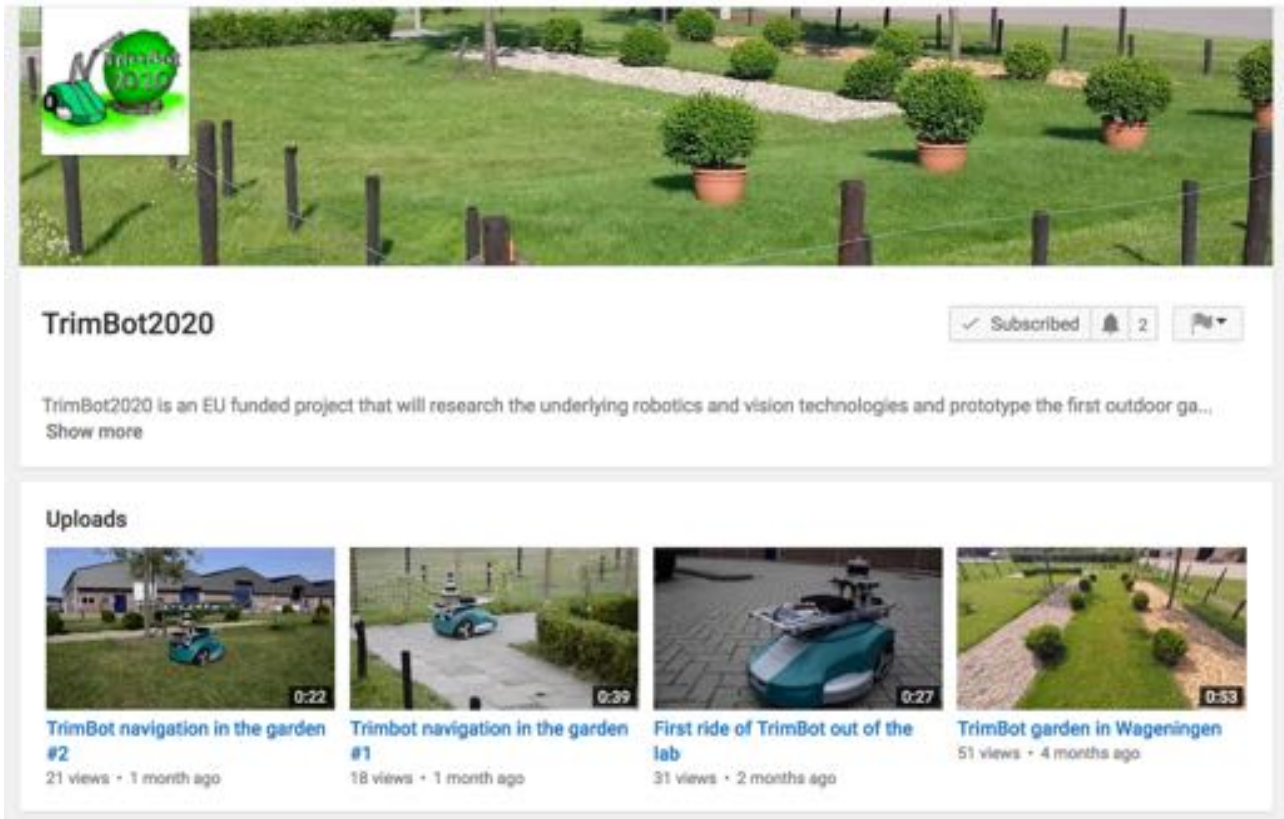 TrimBot
2020
TrimBot2020
Subscribed 2
TrimBot2020 is an EU funded project that will research the underlying robotics and vision technologies and prototype the first outdoor ga...
Show more
Uploads
0:22
0:39
0:27
0:53
TrimBot navigation in the garden
#2
21 views • 1 month ago
Trimbot navigation in the garden
#1
18 views • 1 month ago
First ride of TrimBot out of the
lab
31 views • 2 months ago
TrimBot garden in Wageningen
51 views • 4 months ago